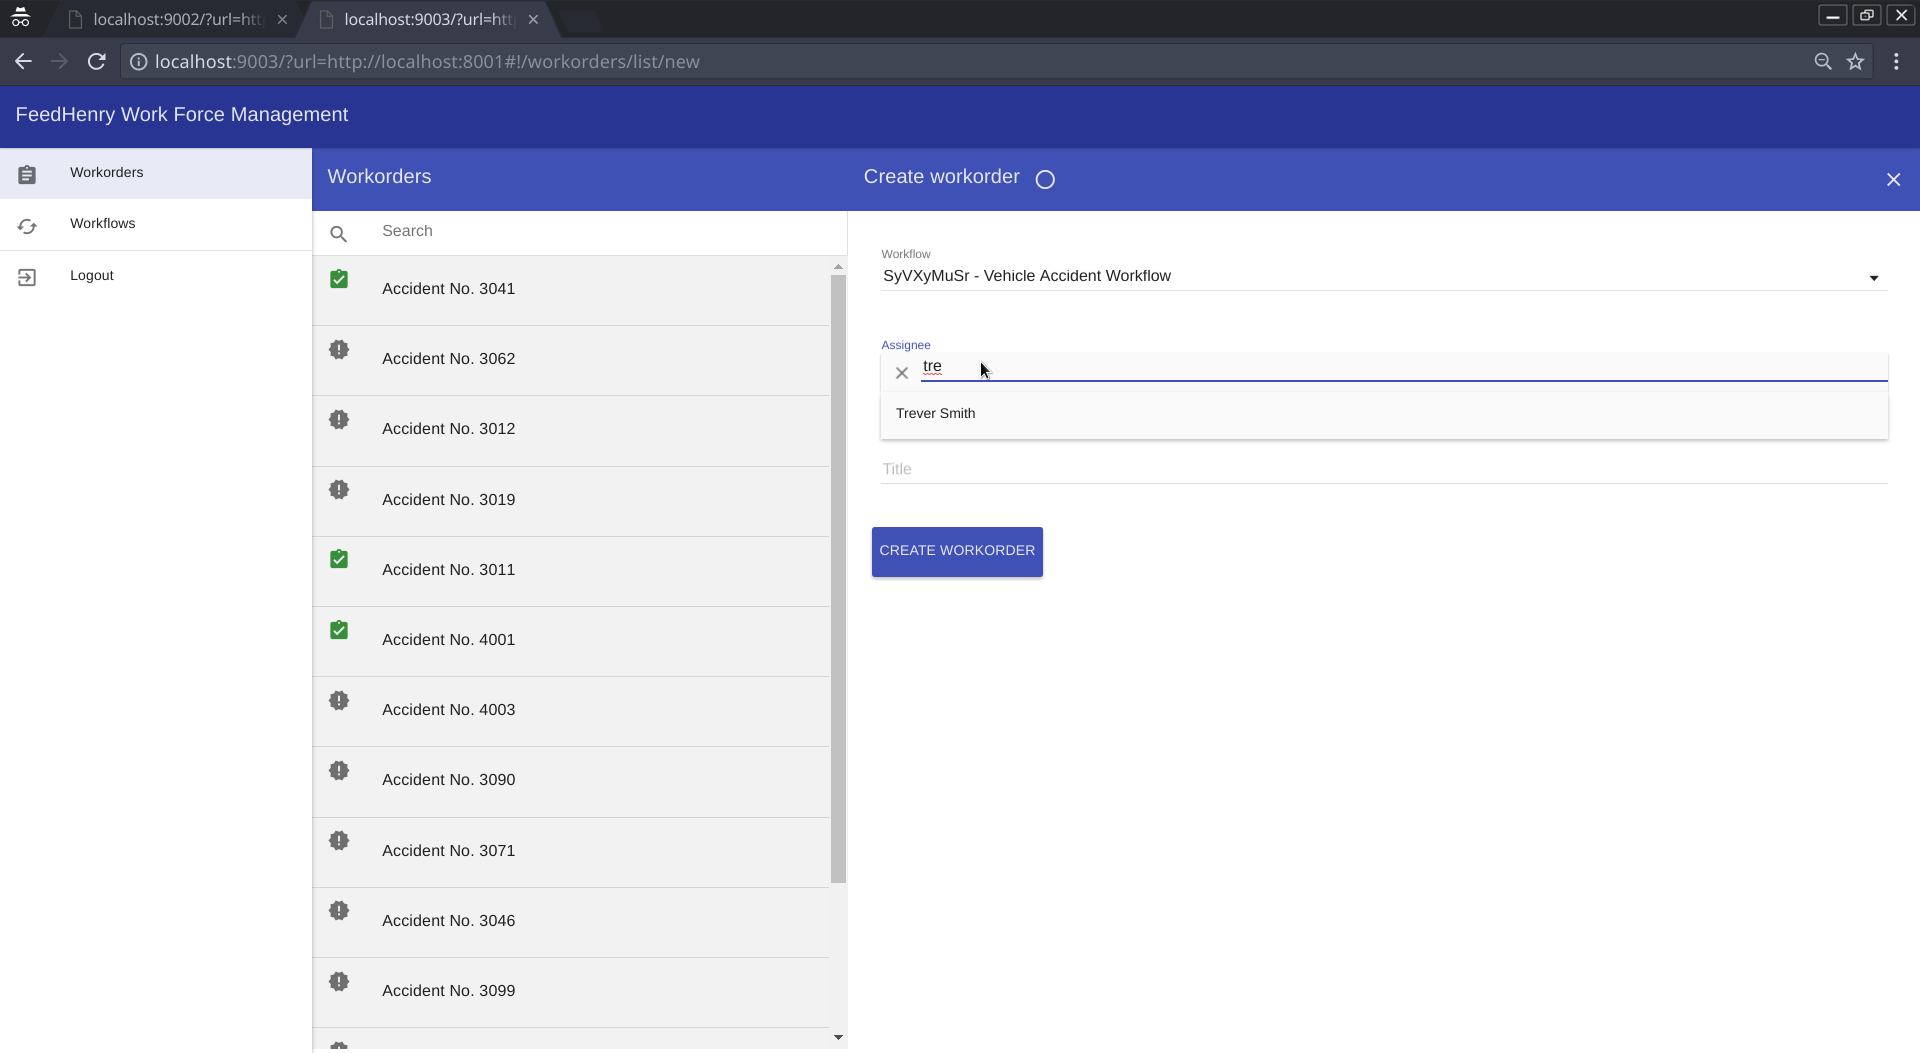 localhost:9002/?url=htt
localhost:9003/?url=htt
localhost:9003/?url=http://localhost:8001#!/workorders/list/new
FeedHenry Work Force Management
Workorders
Workflows
Logout
Workorders
Search
Accident No. 3041
Accident No. 3062
Accident No. 3012
Accident No. 3019
Accident No. 3011
Accident No. 4001
Accident No. 4003
Accident No. 3090
Accident No. 3071
Accident No. 3046
Accident No. 3099
Create workorder
Workflow
SyVXyMuSr - Vehicle Accident Workflow
Assignee
tre
Trever Smith
Title
CREATE WORKORDER